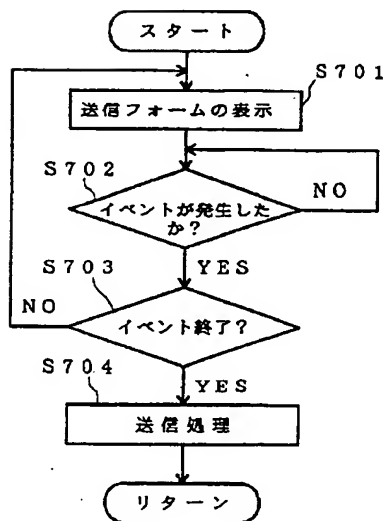 スタート
S701
送信フォームの表示
S702
イベントが発生した
か?
NO
YES
S703
NO
イベント終了?
S704
YES
送信処理
リターン